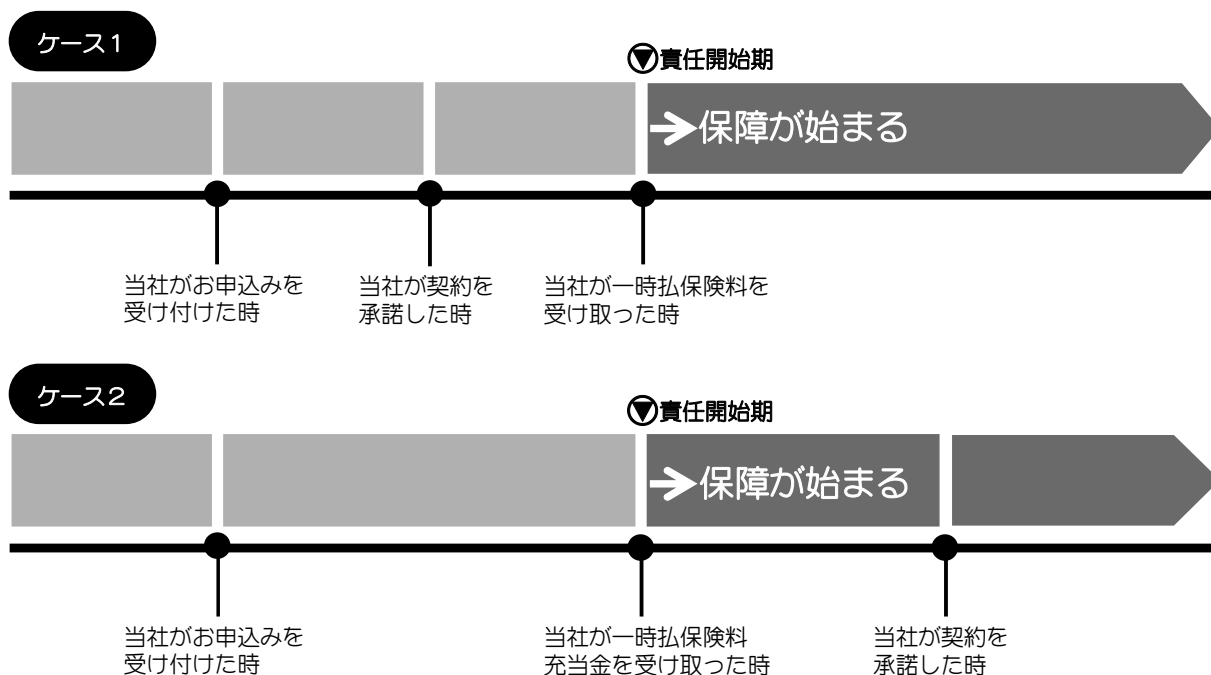 ケース1
責任開始期
保障が始まる
当社がお申込みを
受け付けた時
当社が契約を
承諾した時
当社が一時払保険料を
受け取った時
ケース2
責任開始期
保障が始まる
当社がお申込みを
受け付けた時
当社が一時払保険料
充当金を受け取った時
当社が契約を
承諾した時